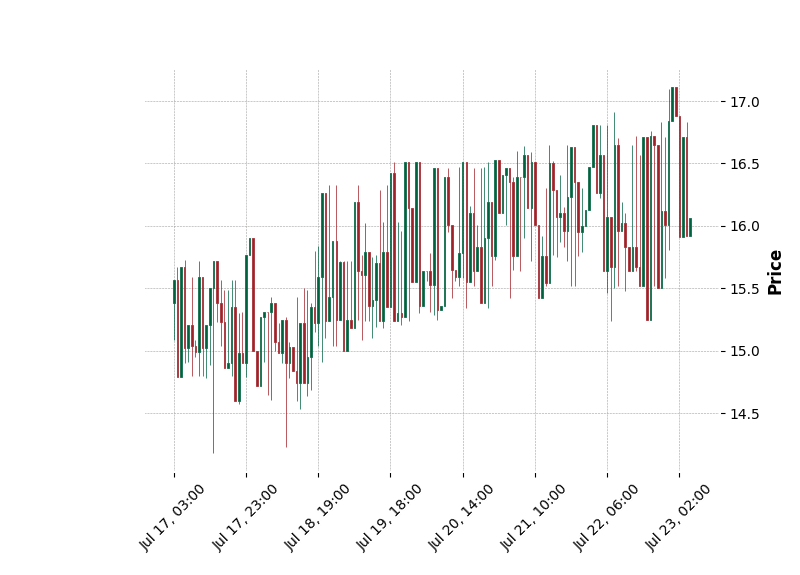 17.0
16.5
16.0
15.5
15.0
14.5
Price
Jul 17, 03:00
Jul 17, 23:00
Jul 18, 19:00
Jul 19, 18:00
Jul 20, 14:00
Jul 21, 10:00
Jul 22, 06:00
Jul 23, 02:00